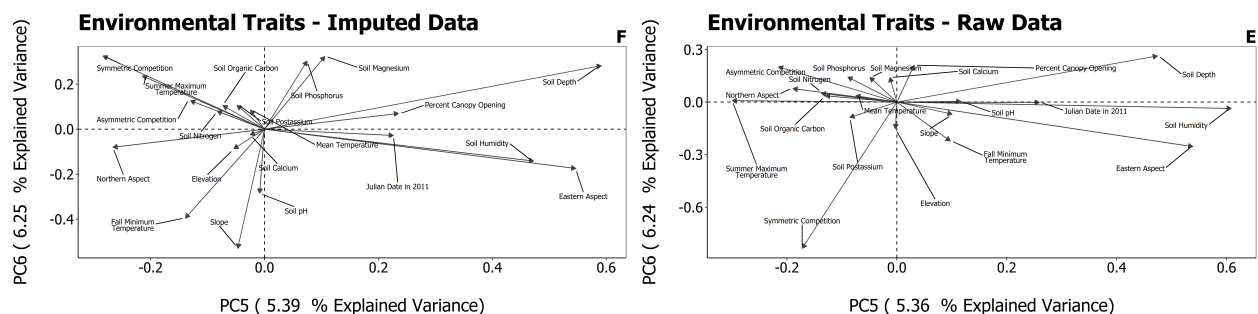 Environmental Traits - Imputed Data
F
PC6 ( 6.25 % Explained Variance)
0.2
0.0
-0.2
-0.4
Symmetric Competition
Soil Organic Carbon
Soil Magnesium
Soil Depth
Summer Maximum
Temperature
Soil Phosphorus
Percent Canopy Opening
Asymmetric Competition
Soil Postassium
Soil Nitrogen
Mean Temperature
Soil Humidity
Northern Aspect
Elevation
Soil Calcium
Julian Date in 2011
Eastern Aspect
Fall Minimum
Temperature
Slope
Soil pH
-0.2
0.0
0.2
0.4
0.6
PC5 ( 5.39 % Explained Variance)
Environmental Traits - Raw Data
E
PC6 ( 6.24 % Explained Variance)
0.3
0.0
-0.3
-0.6
Asymmetric Competition
Soil Phosphorus
Soil Magnesium
Soil Calcium
Percent Canopy Opening
Soil Depth
Soil Nitrogen
Northern Aspect
Mean Temperature
Soil pH
Julian Date in 2011
Soil Organic Carbon
Slope
Soil Humidity
Summer Maximum
Temperature
Soil Postassium
Fall Minimum
Temperature
Eastern Aspect
Elevation
Symmetric Competition
-0.2
0.0
0.2
0.4
0.6
PC5 ( 5.36 % Explained Variance)